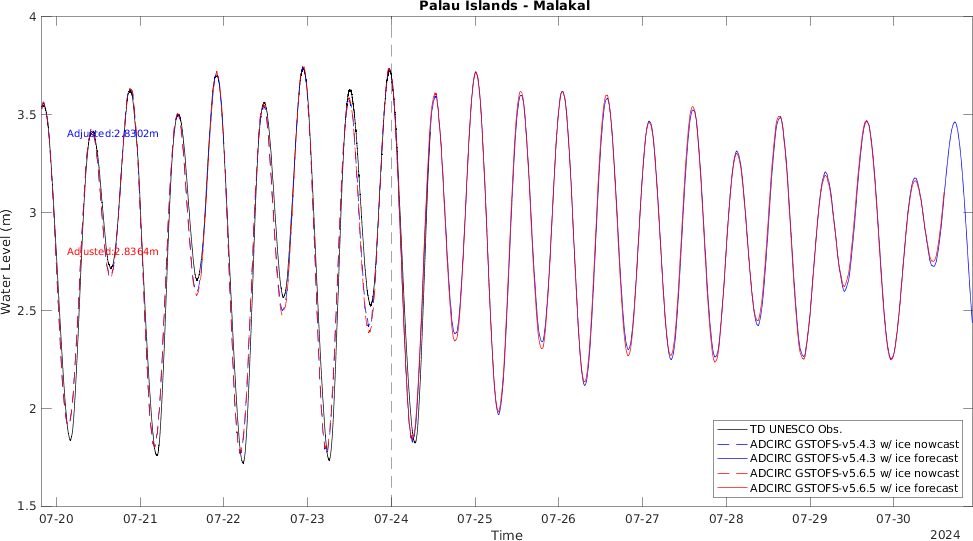 Palau Islands - Malakal
4
3.5
3
2.5
2
1.5
Water Level (m)
Adjusted:2.8302m
Adjusted:2.8364m
TD UNESCO Obs.
ADCIRC GSTOFS-v5.4.3 w/ ice nowcast
ADCIRC GSTOFS-v5.4.3 w/ ice forecast
ADCIRC GSTOFS-v5.6.5 w/ ice nowcast
ADCIRC GSTOFS-v5.6.5 w/ ice forecast
07-20 07-21 07-22 07-23 07-24 07-25 07-26 07-27 07-28 07-29 07-30
Time
2024